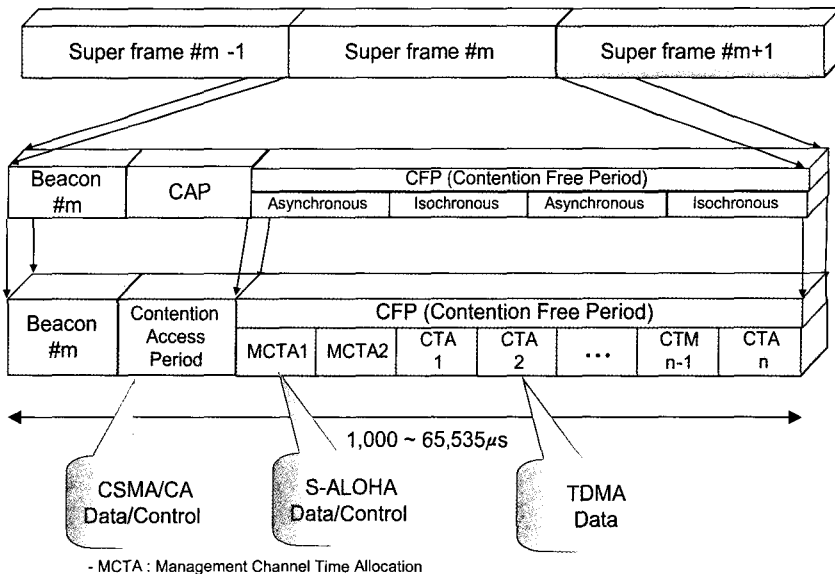 Super frame #m -1
Super frame #m
Super frame #m+1
Beacon
#m
CAP
CFP (Contention Free Period)
Asynchronous
Isochronous
Asynchronous
Isochronous
Beacon
#m
Contention
Access
Period
CFP (Contention Free Period)
MCTA1
MCTA2
CTA
1
CTA
2
...
CTM
n-1
CTA
n
1,000 ~ 65,535μs
CSMA/CA
Data/Control
S-ALOHA
Data/Control
TDMA
Data
- MCTA : Management Channel Time Allocation